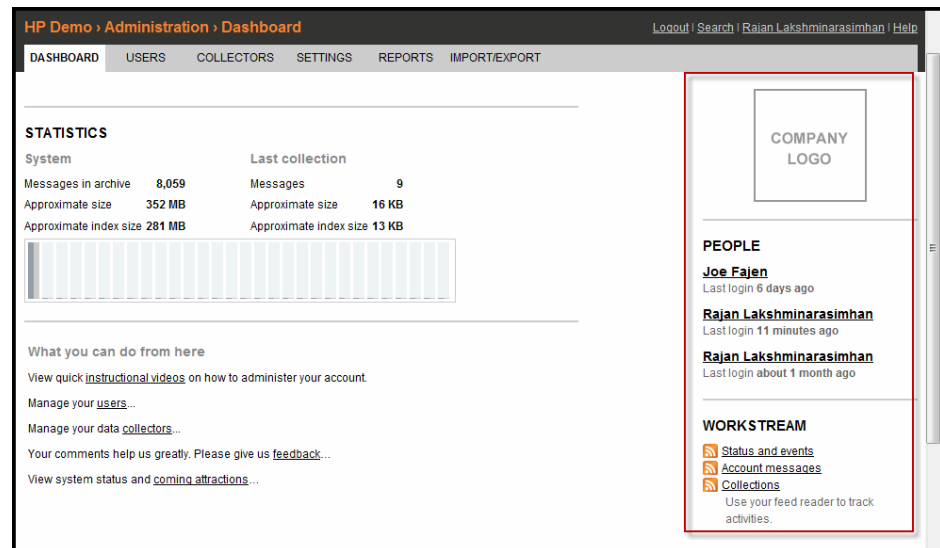 HP Demo › Administration › Dashboard
Logout | Search | Rajan Lakshminarasimhan | Help
DASHBOARD USERS COLLECTORS SETTINGS REPORTS IMPORT/EXPORT
STATISTICS
System Last collection
Messages in archive 8,059 Messages 9
Approximate size 352 MB Approximate size 16 KB
Approximate index size 281 MB Approximate index size 13 KB
What you can do from here
View quick instructional videos on how to administer your account.
Manage your users...
Manage your data collectors...
Your comments help us greatly. Please give us feedback...
View system status and coming attractions...
COMPANY
LOGO
PEOPLE
Joe Fajen
Last login 6 days ago
Rajan Lakshminarasimhan
Last login 11 minutes ago
Rajan Lakshminarasimhan
Last login about 1 month ago
WORKSTREAM
Status and events
Account messages
Collections
Use your feed reader to track
activities.